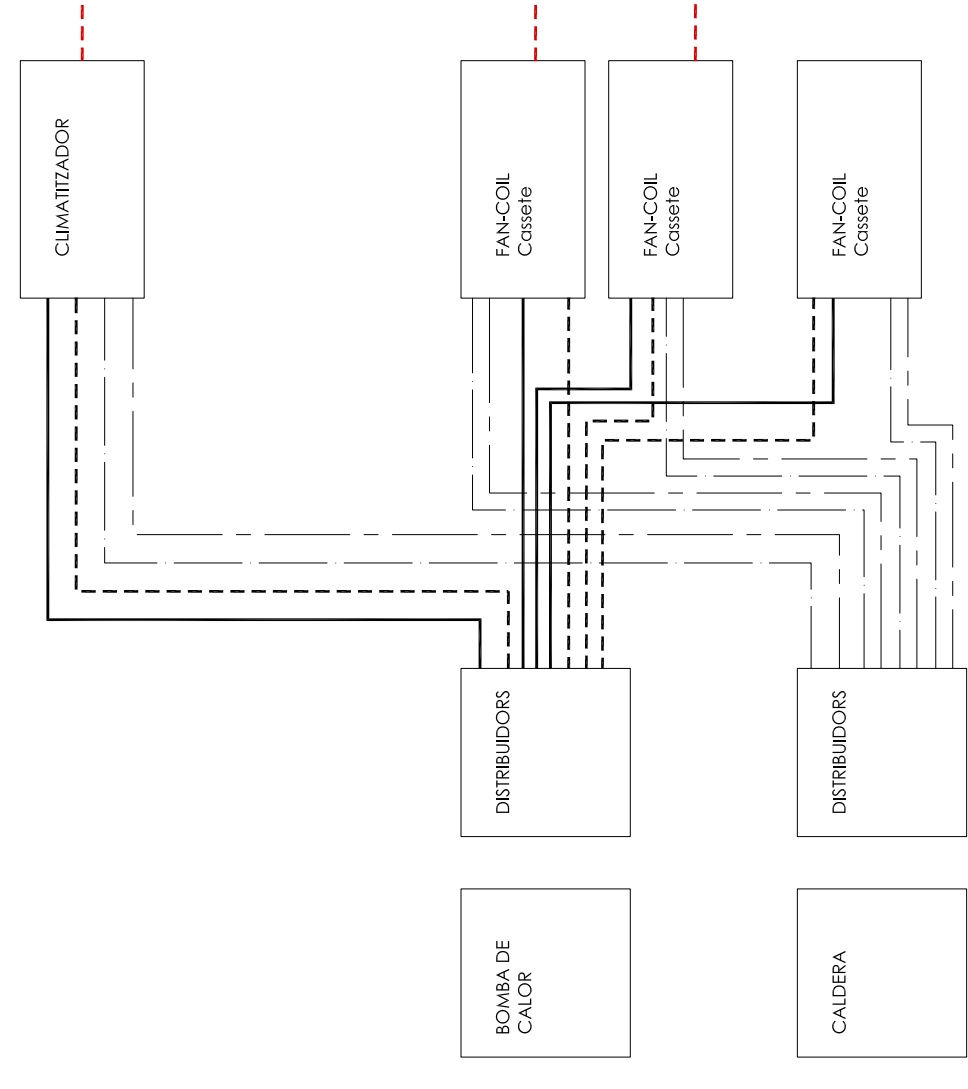 CLIMATITZADOR
FAN-COIL
Cassete
FAN-COIL
Cassete
FAN-COIL
Cassete
DISTRIBUIDORS
DISTRIBUIDORS
BOMBA DE
CALOR
CALDERA